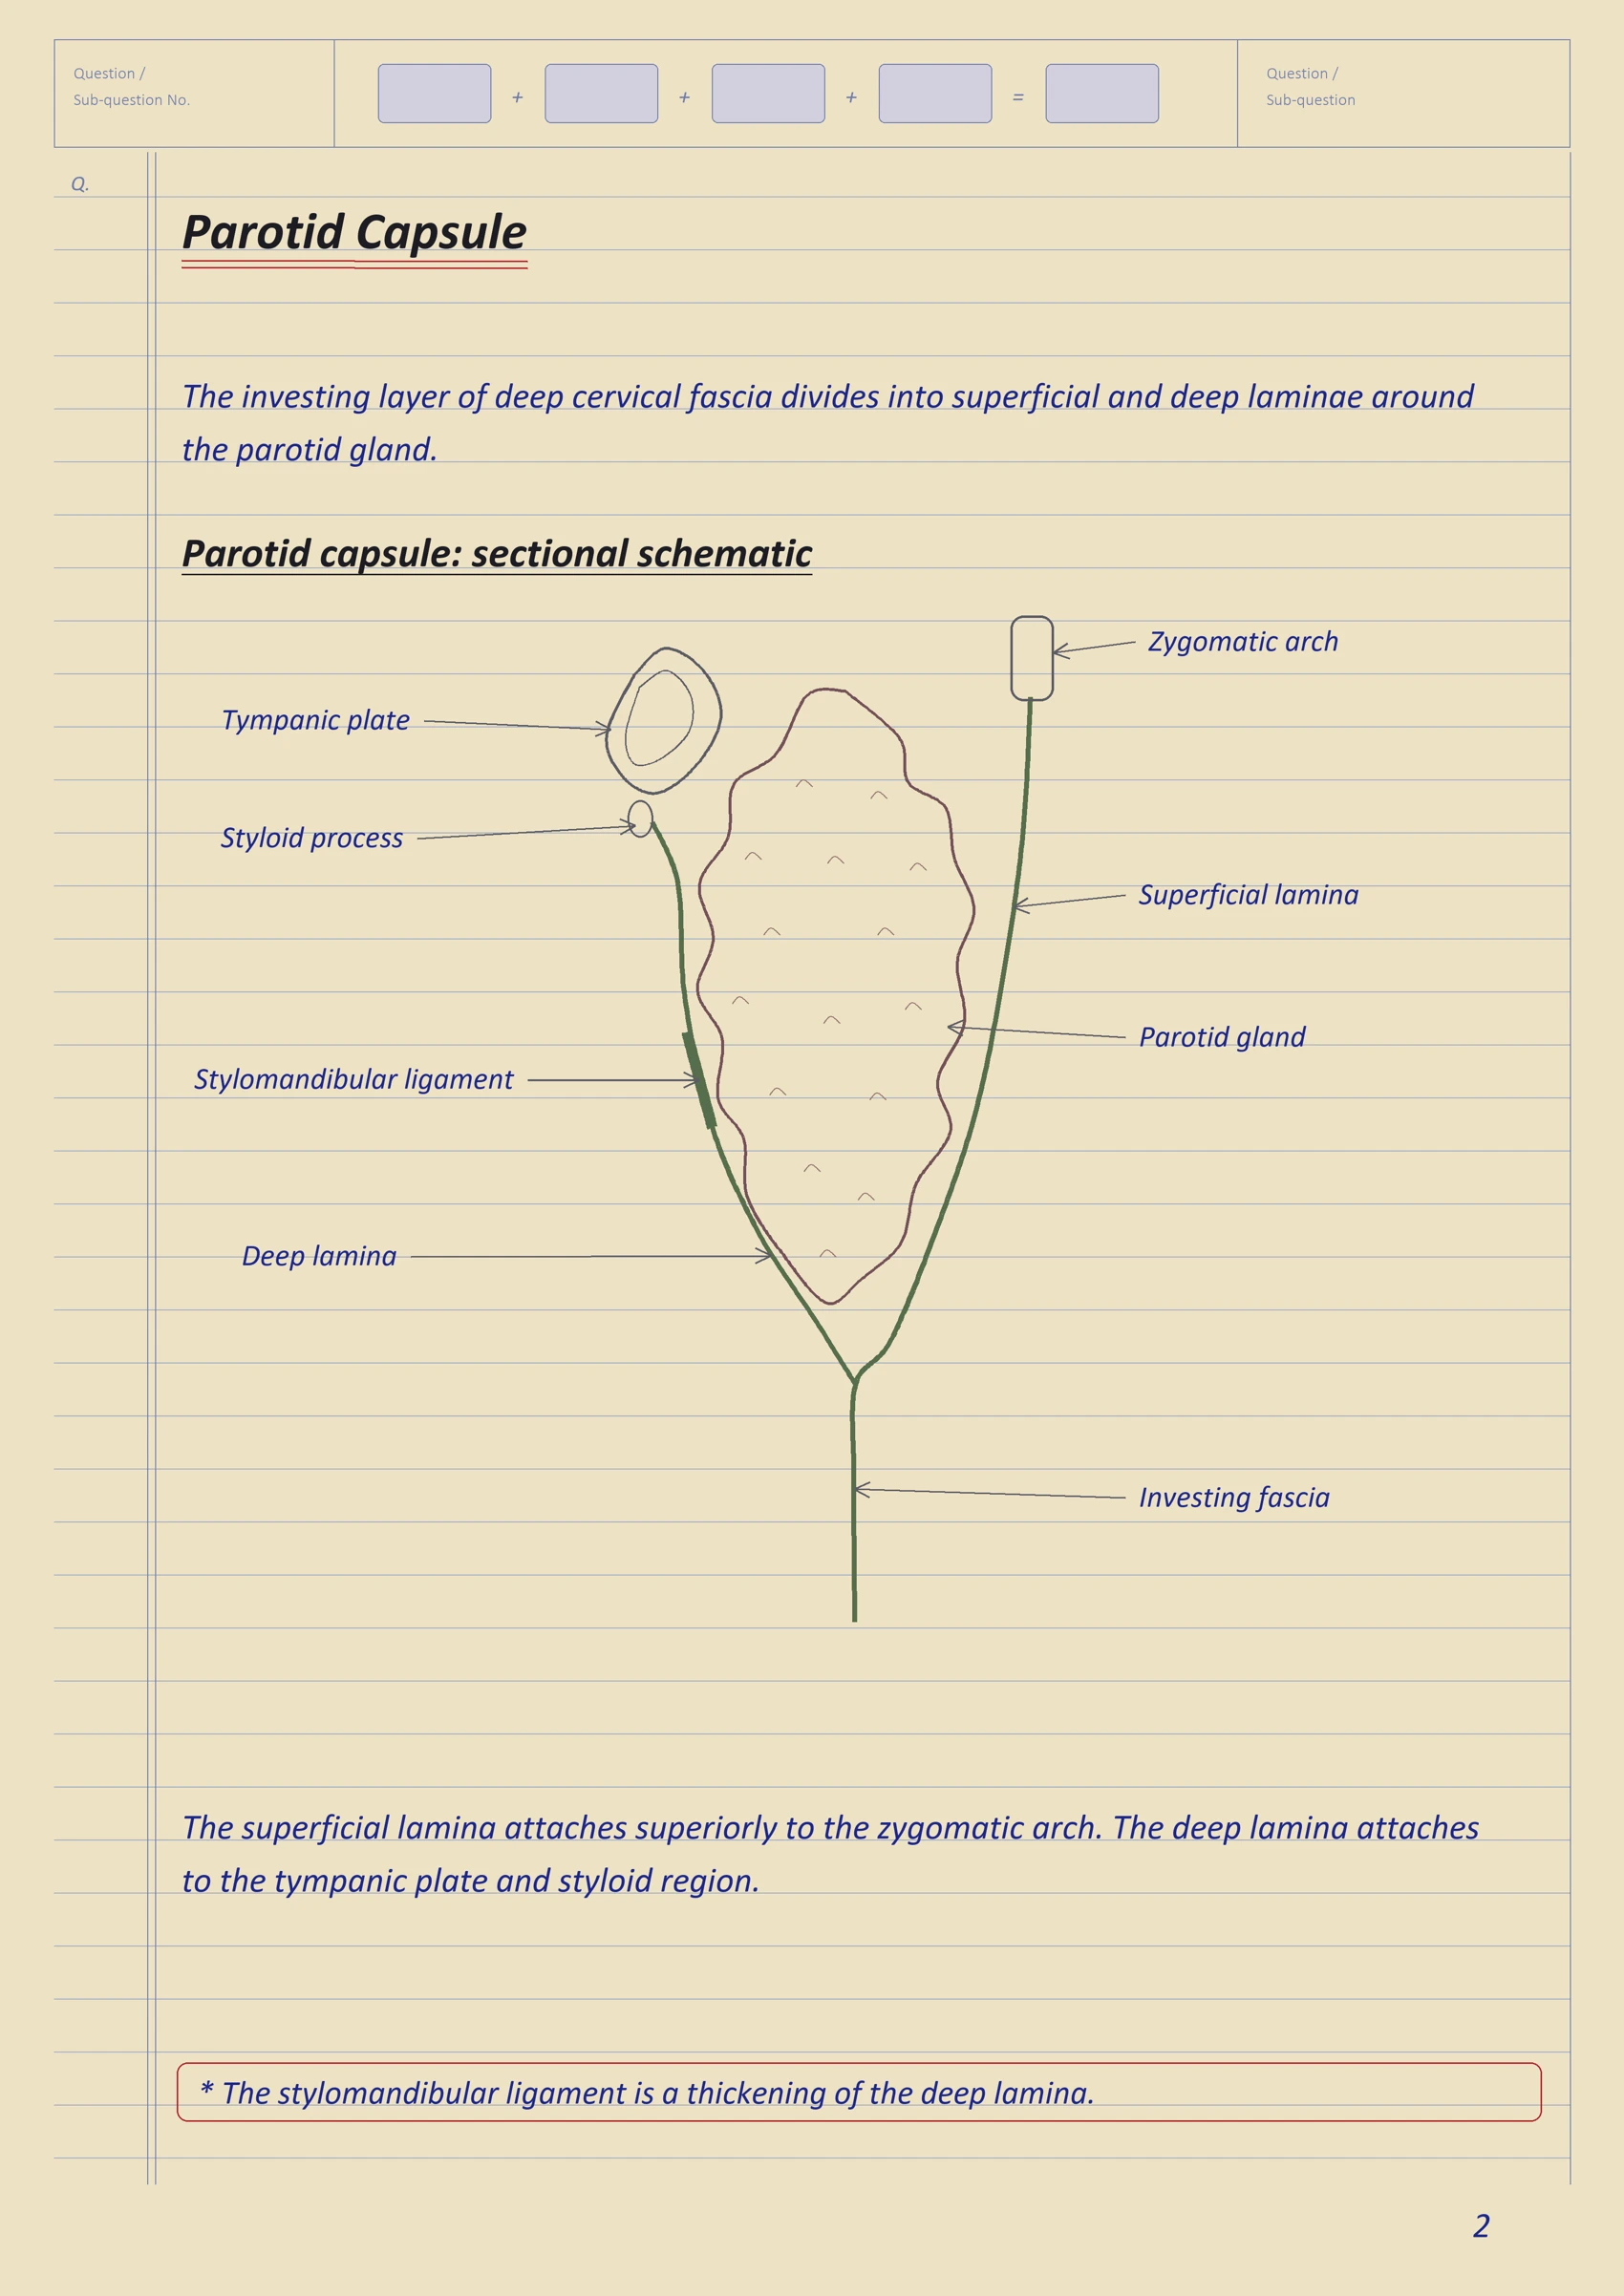 Question /
Sub-question No.
+ + + =
Question /
Sub-question
Q.
Parotid Capsule
The investing layer of deep cervical fascia divides into superficial and deep laminae around
the parotid gland.
Parotid capsule: sectional schematic
Zygomatic arch
Tympanic plate
Styloid process
Superficial lamina
Parotid gland
Stylomandibular ligament
Deep lamina
Investing fascia
The superficial lamina attaches superiorly to the zygomatic arch. The deep lamina attaches
to the tympanic plate and styloid region.
* The stylomandibular ligament is a thickening of the deep lamina.
2